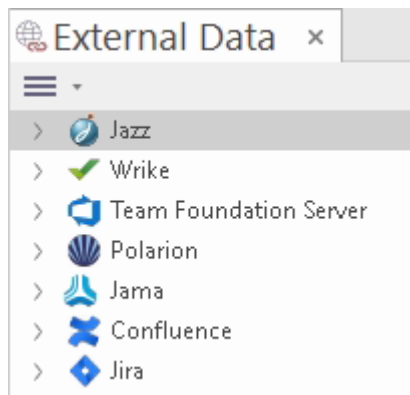 External Data
Jazz
Wrike
Team Foundation Server
Polarion
Jama
Confluence
Jira